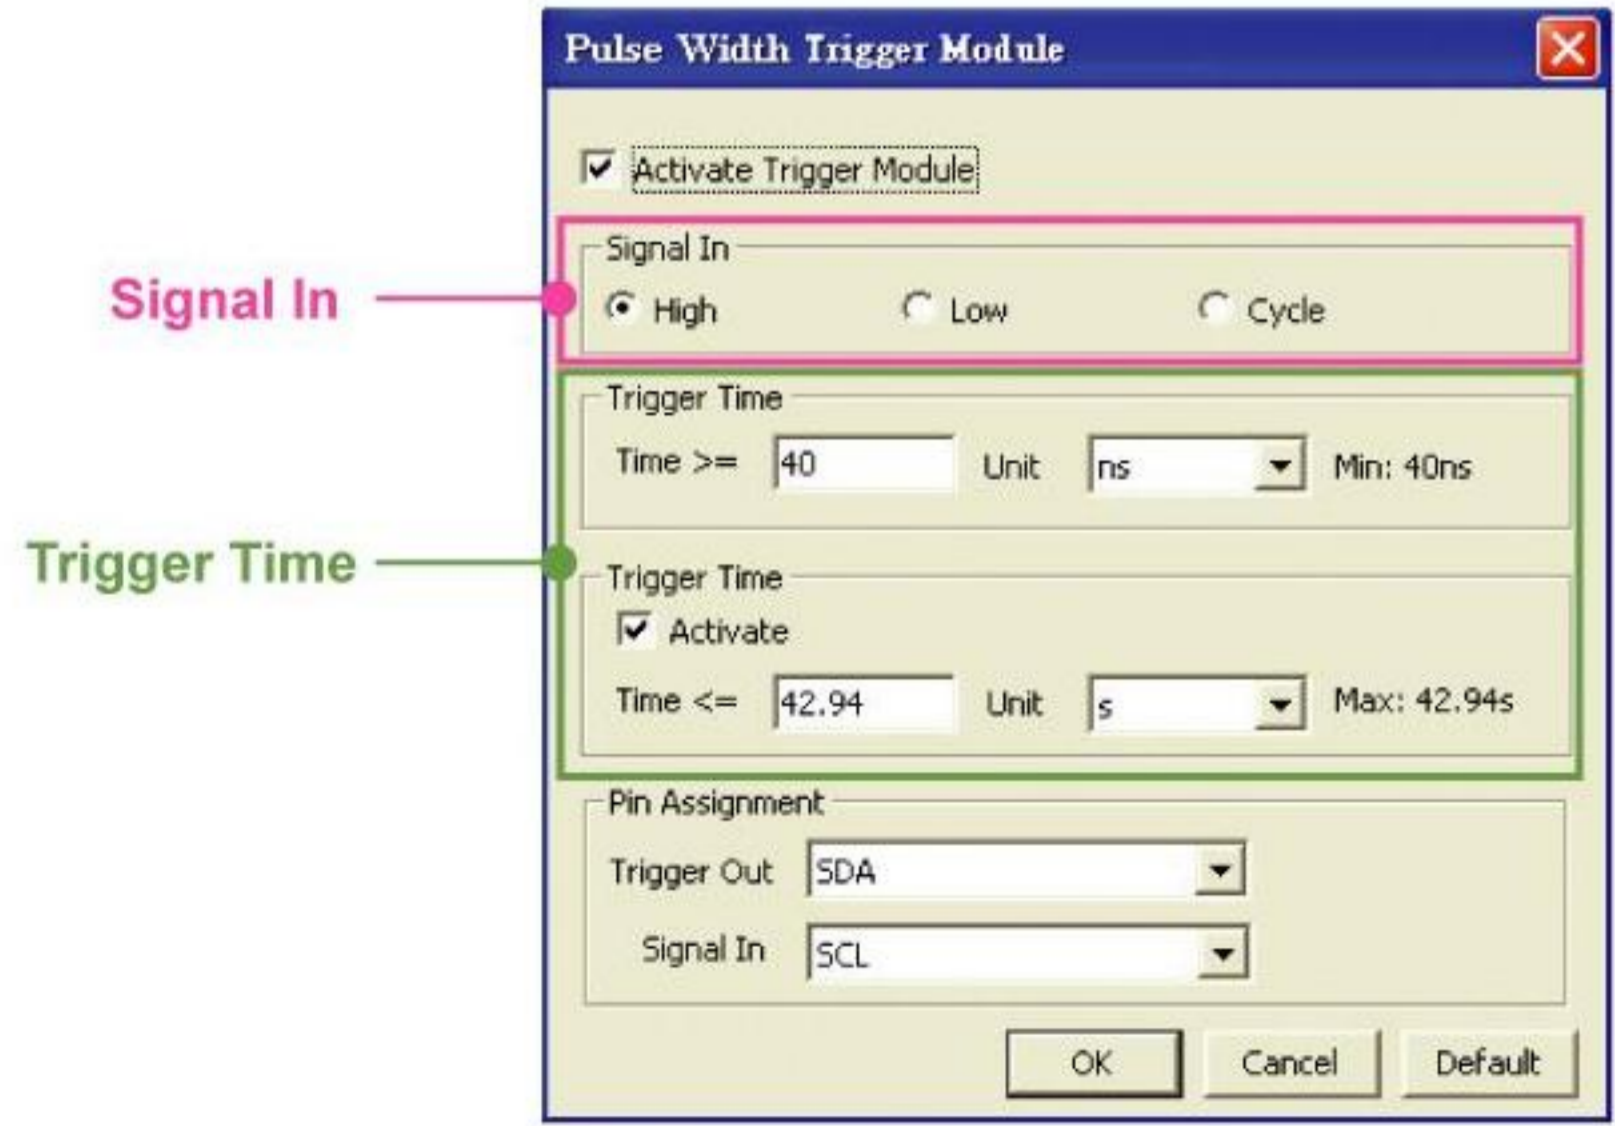 Pulse Width Trigger Module
Activate Trigger Module
Signal In
Signal In
High Low Cycle
Trigger Time
Time >= 40 Unit ns Min: 40ns
Trigger Time
Trigger Time
Activate
Time <= 42.94 Unit s Max: 42.94s
Pin Assignment
Trigger Out SDA
Signal In SCL
OK Cancel Default